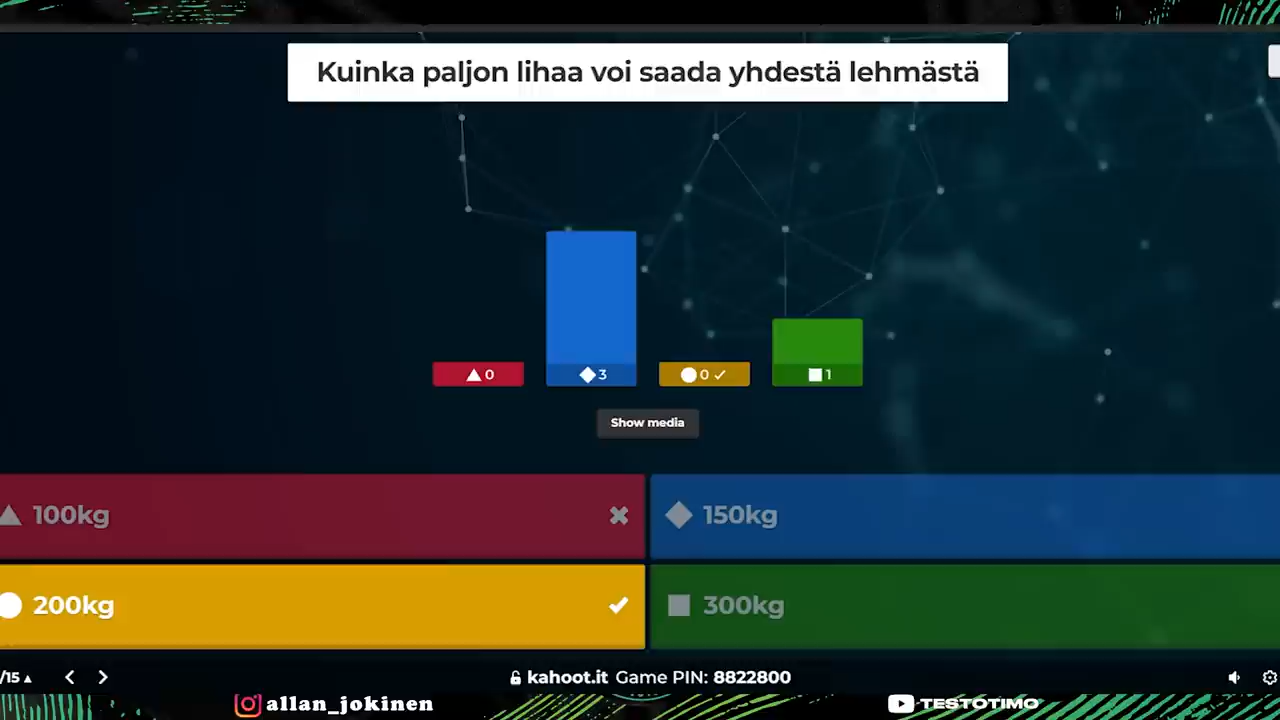 Kuinka paljon lihaa voi saada yhdestä lehmästä
0
3
0
1
Show media
100kg
150kg
200kg
300kg
/15
kahoot.it Game PIN: 8822800
allan_jokinen
TESTOTIMO